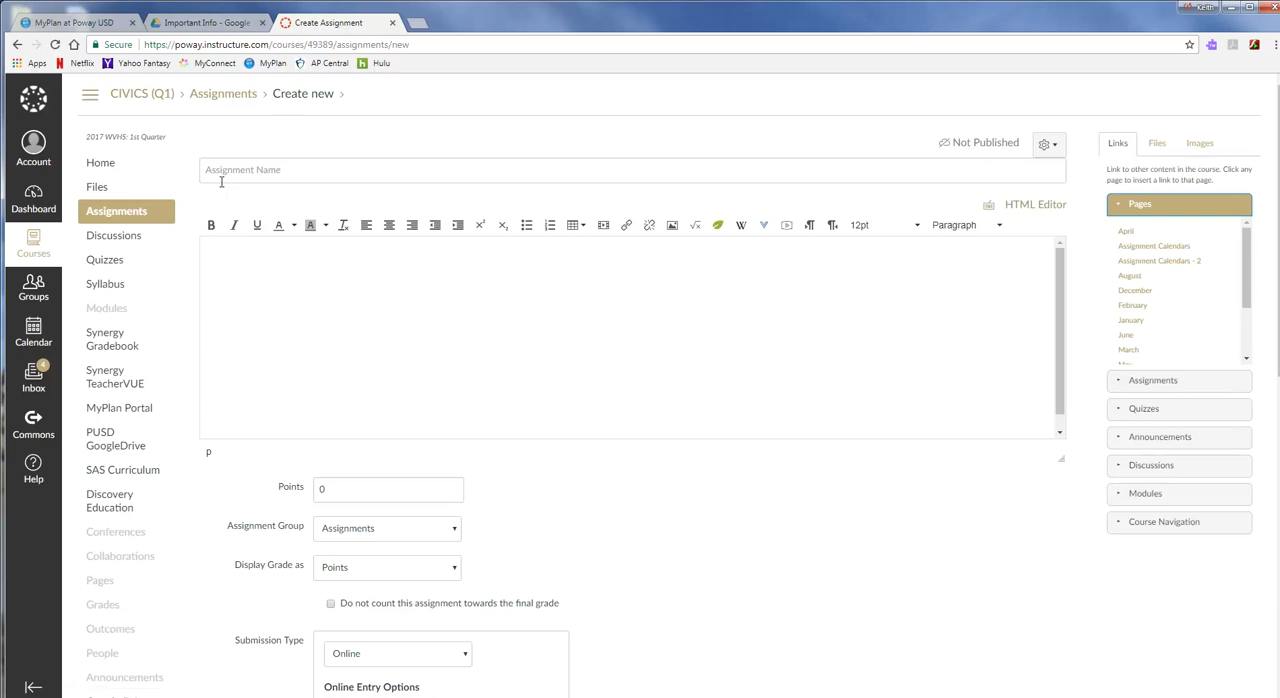 MyPlan at Poway USD
Important Info - Google
Create Assignment
Keith
Secure
https://poway.instructure.com/courses/49389/assignments/new
Apps
Netflix
Yahoo Fantasy
MyConnect
MyPlan
AP Central
Hulu
CIVICS (Q1) › Assignments › Create new ›
Account
Dashboard
Courses
Groups
Calendar
4
Inbox
Commons
Help
2017 WVHS: 1st Quarter
Home
Files
Assignments
Discussions
Quizzes
Syllabus
Modules
Synergy
Gradebook
Synergy
TeacherVUE
MyPlan Portal
PUSD
GoogleDrive
SAS Curriculum
Discovery
Education
Conferences
Collaborations
Pages
Grades
Outcomes
People
Announcements
Not Published
Assignment Name
HTML Editor
12pt
Paragraph
p
Points
0
Assignment Group
Assignments
Display Grade as
Points
Do not count this assignment towards the final grade
Submission Type
Online
Online Entry Options
Links
Files
Images
Link to other content in the course. Click any
page to insert a link to that page.
Pages
April
Assignment Calendars
Assignment Calendars - 2
August
December
February
January
June
March
Assignments
Quizzes
Announcements
Discussions
Modules
Course Navigation